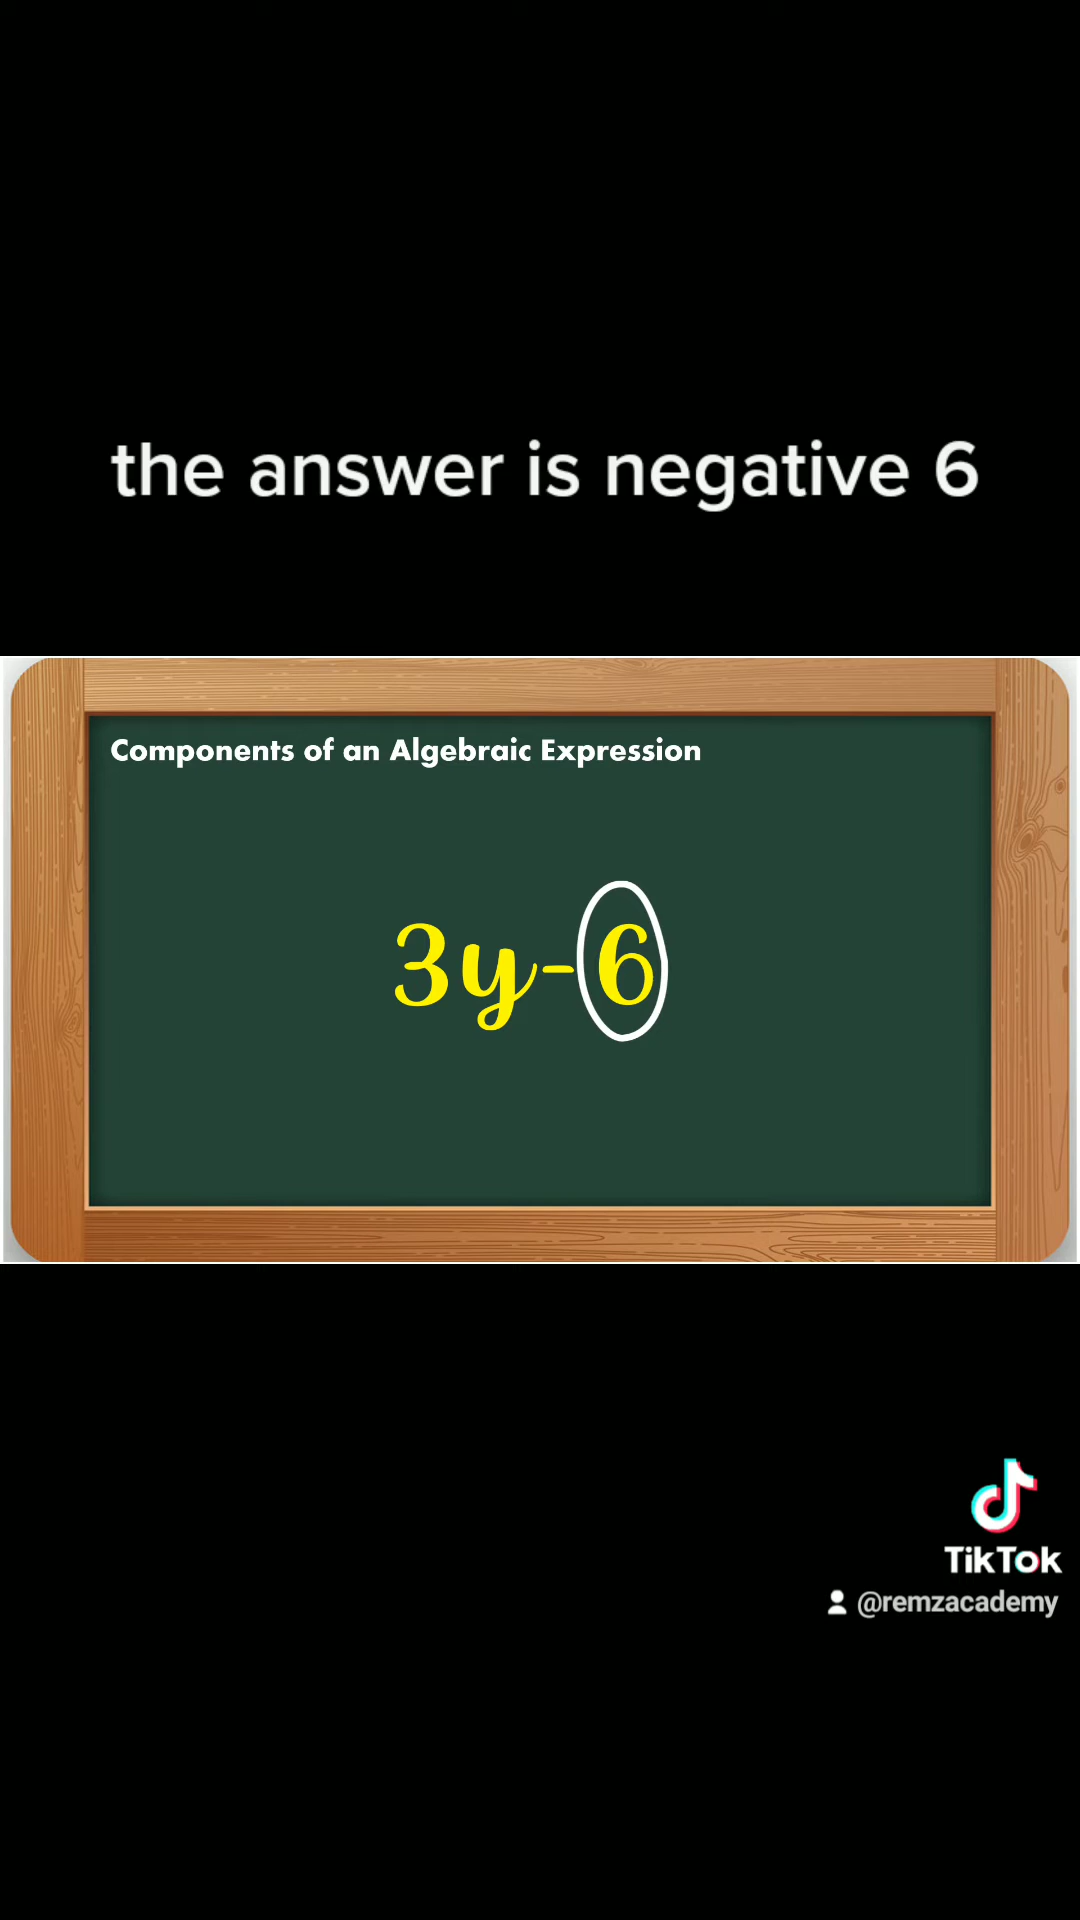 the answer is negative 6
Components of an Algebraic Expression
3y-6
TikTok
@remzacademy